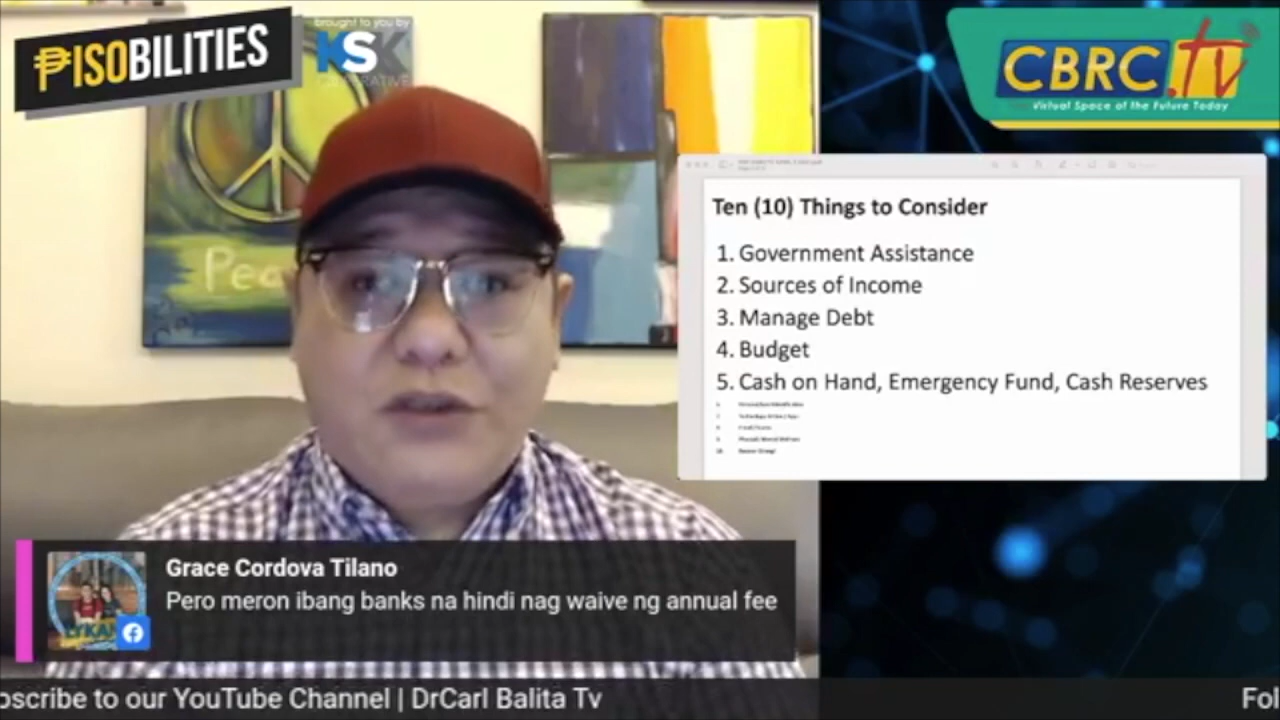 ₱ISOBILITIES
brought to you by
KSK
CBRC.tv
Virtual Space of the Future Today
Pea
Ten (10) Things to Consider
1. Government Assistance
2. Sources of Income
3. Manage Debt
4. Budget
5. Cash on Hand, Emergency Fund, Cash Reserves
Grace Cordova Tilano
Pero meron ibang banks na hindi nag waive ng annual fee
bscribe to our YouTube Channel | DrCarl Balita Tv
Fol